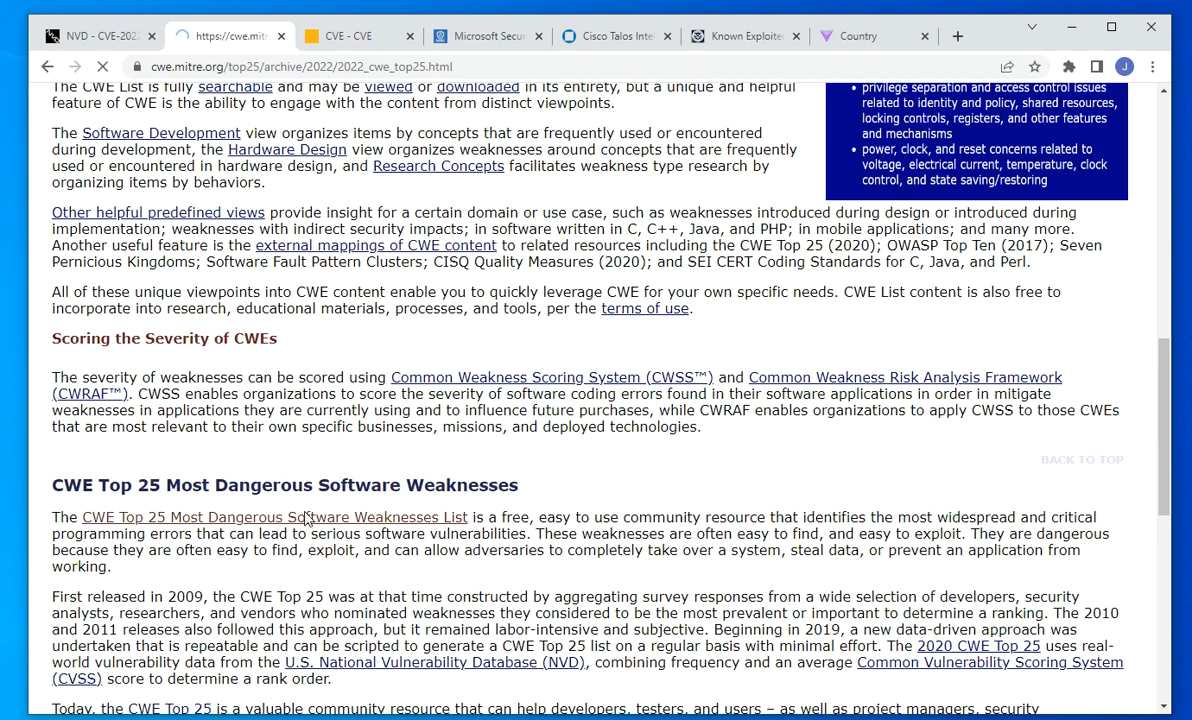 NVD - CVE-202
https://cwe.mitr
CVE - CVE
Microsoft Secur
Cisco Talos Inte
Known Exploite
Country
cwe.mitre.org/top25/archive/2022/2022_cwe_top25.html
J
The CWE List is fully searchable and may be viewed or downloaded in its entirety, but a unique and helpful
feature of CWE is the ability to engage with the content from distinct viewpoints.
The Software Development view organizes items by concepts that are frequently used or encountered
during development, the Hardware Design view organizes weaknesses around concepts that are frequently
used or encountered in hardware design, and Research Concepts facilitates weakness type research by
organizing items by behaviors.
• privilege separation and access control issues
related to identity and policy, shared resources,
locking controls, registers, and other features
and mechanisms
• power, clock, and reset concerns related to
voltage, electrical current, temperature, clock
control, and state saving/restoring
Other helpful predefined views provide insight for a certain domain or use case, such as weaknesses introduced during design or introduced during
implementation; weaknesses with indirect security impacts; in software written in C, C++, Java, and PHP; in mobile applications; and many more.
Another useful feature is the external mappings of CWE content to related resources including the CWE Top 25 (2020); OWASP Top Ten (2017); Seven
Pernicious Kingdoms; Software Fault Pattern Clusters; CISQ Quality Measures (2020); and SEI CERT Coding Standards for C, Java, and Perl.
All of these unique viewpoints into CWE content enable you to quickly leverage CWE for your own specific needs. CWE List content is also free to
incorporate into research, educational materials, processes, and tools, per the terms of use.
Scoring the Severity of CWEs
The severity of weaknesses can be scored using Common Weakness Scoring System (CWSS™) and Common Weakness Risk Analysis Framework
(CWRAF™). CWSS enables organizations to score the severity of software coding errors found in their software applications in order in mitigate
weaknesses in applications they are currently using and to influence future purchases, while CWRAF enables organizations to apply CWSS to those CWEs
that are most relevant to their own specific businesses, missions, and deployed technologies.
BACK TO TOP
CWE Top 25 Most Dangerous Software Weaknesses
The CWE Top 25 Most Dangerous Software Weaknesses List is a free, easy to use community resource that identifies the most widespread and critical
programming errors that can lead to serious software vulnerabilities. These weaknesses are often easy to find, and easy to exploit. They are dangerous
because they are often easy to find, exploit, and can allow adversaries to completely take over a system, steal data, or prevent an application from
working.
First released in 2009, the CWE Top 25 was at that time constructed by aggregating survey responses from a wide selection of developers, security
analysts, researchers, and vendors who nominated weaknesses they considered to be the most prevalent or important to determine a ranking. The 2010
and 2011 releases also followed this approach, but it remained labor-intensive and subjective. Beginning in 2019, a new data-driven approach was
undertaken that is repeatable and can be scripted to generate a CWE Top 25 list on a regular basis with minimal effort. The 2020 CWE Top 25 uses real-
world vulnerability data from the U.S. National Vulnerability Database (NVD), combining frequency and an average Common Vulnerability Scoring System
(CVSS) score to determine a rank order.
Today, the CWE Top 25 is a valuable community resource that can help developers, testers, and users – as well as project managers, security